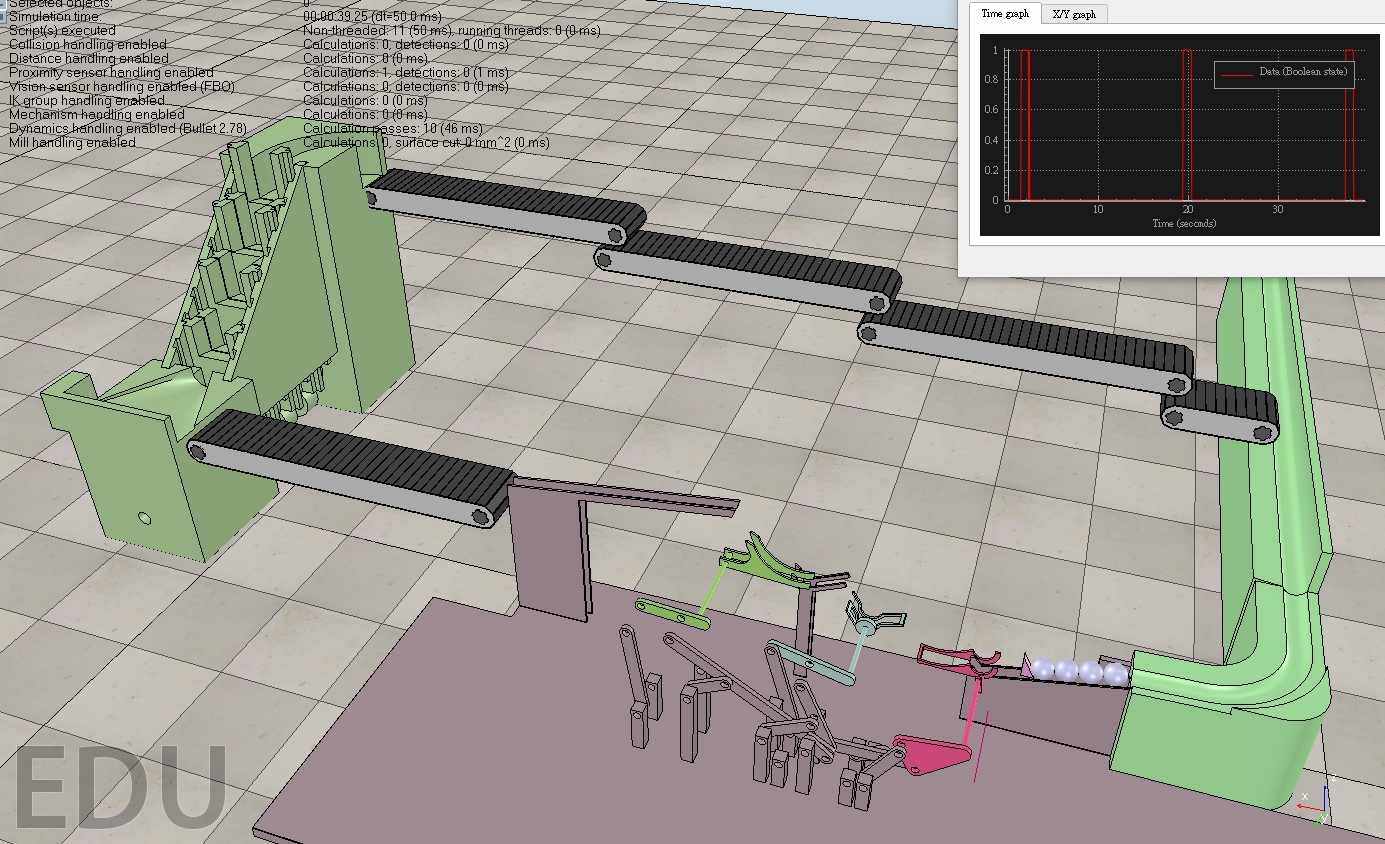 Selected objects: 0
Simulation time: 00:00:39.25 (dt=50.0 ms)
Script(s) executed Non-threaded: 11 (50 ms), running threads: 0 (0 ms)
Collision handling enabled Calculations: 0, detections: 0 (0 ms)
Distance handling enabled Calculations: 0 (0 ms)
Proximity sensor handling enabled Calculations: 1, detections: 0 (1 ms)
Vision sensor handling enabled (FBO) Calculations: 0, detections: 0 (0 ms)
IK group handling enabled Calculations: 0 (0 ms)
Mechanism handling enabled Calculations: 0 (0 ms)
Dynamics handling enabled (Bullet 2.78) Calculation passes: 10 (46 ms)
Mill handling enabled Calculations: 0, surface cut: 0 mm^2 (0 ms)
Time graph X/Y graph
Data (Boolean state)
1
0.8
0.6
0.4
0.2
0
0 10 20 30
Time (seconds)
EDU
x
z
y